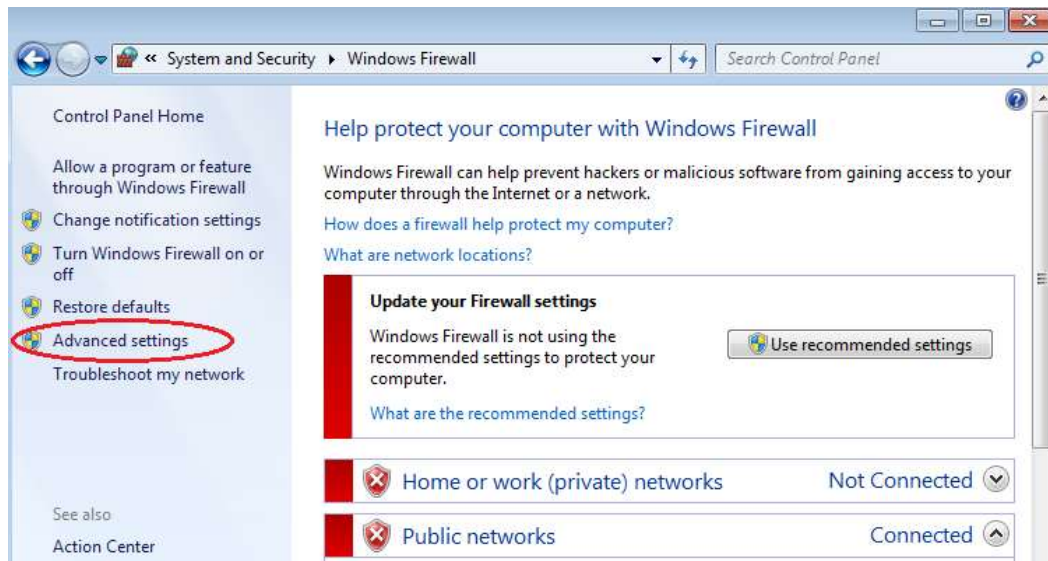 « System and Security ▸ Windows Firewall
Search Control Panel
Control Panel Home
Allow a program or feature
through Windows Firewall
Change notification settings
Turn Windows Firewall on or
off
Restore defaults
Advanced settings
Troubleshoot my network
See also
Action Center
Help protect your computer with Windows Firewall
Windows Firewall can help prevent hackers or malicious software from gaining access to your
computer through the Internet or a network.
How does a firewall help protect my computer?
What are network locations?
Update your Firewall settings
Windows Firewall is not using the
recommended settings to protect your
computer.
Use recommended settings
What are the recommended settings?
Home or work (private) networks Not Connected
Public networks Connected